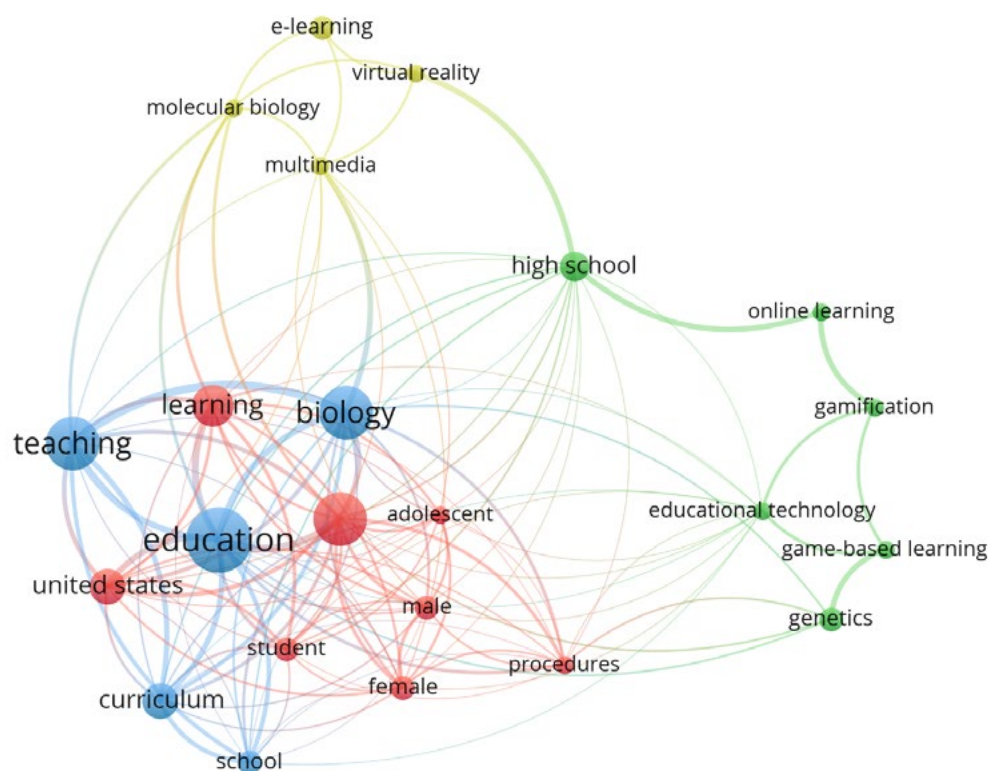 e-learning
virtual reality
molecular biology
multimedia
high school
online learning
learning
biology
gamification
teaching
educational technology
adolescent
education
game-based learning
united states
male
genetics
student
procedures
female
curriculum
school